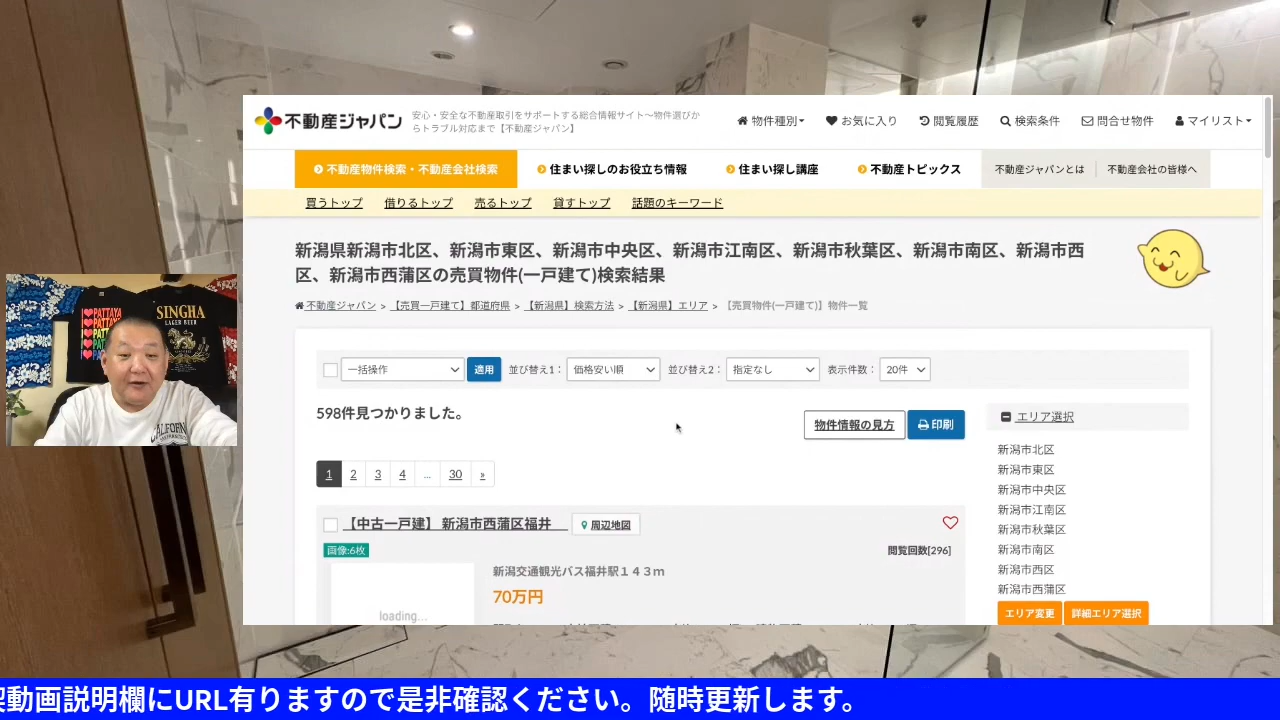 不動産ジャパン
安心・安全な不動産取引をサポートする総合情報サイト〜物件選びか
らトラブル対応まで【不動産ジャパン】
物件種別 お気に入り 閲覧履歴 検索条件 問合せ物件 マイリスト
不動産物件検索・不動産会社検索 住まい探しのお役立ち情報 住まい探し講座 不動産トピックス 不動産ジャパンとは 不動産会社の皆様へ
買うトップ 借りるトップ 売るトップ 貸すトップ 話題のキーワード
新潟県新潟市北区、新潟市東区、新潟市中央区、新潟市江南区、新潟市秋葉区、新潟市南区、新潟市西
区、新潟市西蒲区の売買物件(一戸建て)検索結果
不動産ジャパン > 【売買一戸建て】都道府県 > 【新潟県】検索方法 > 【新潟県】エリア > 【売買物件(一戸建て)】物件一覧
一括操作 適用 並び替え1： 価格安い順 並び替え2： 指定なし 表示件数： 20件
598件見つかりました。
物件情報の見方 印刷
1 2 3 4 ... 30 »
【中古一戸建】 新潟市西蒲区福井 周辺地図
画像:6枚 閲覧回数[296]
新潟交通観光バス福井駅１４３ｍ
70万円
loading...
エリア選択
新潟市北区
新潟市東区
新潟市中央区
新潟市江南区
新潟市秋葉区
新潟市南区
新潟市西区
新潟市西蒲区
エリア変更 詳細エリア選択
I PATTAYA
SINGHA
LAGER BEER
動画説明欄にURL有りますので是非確認ください。随時更新します。